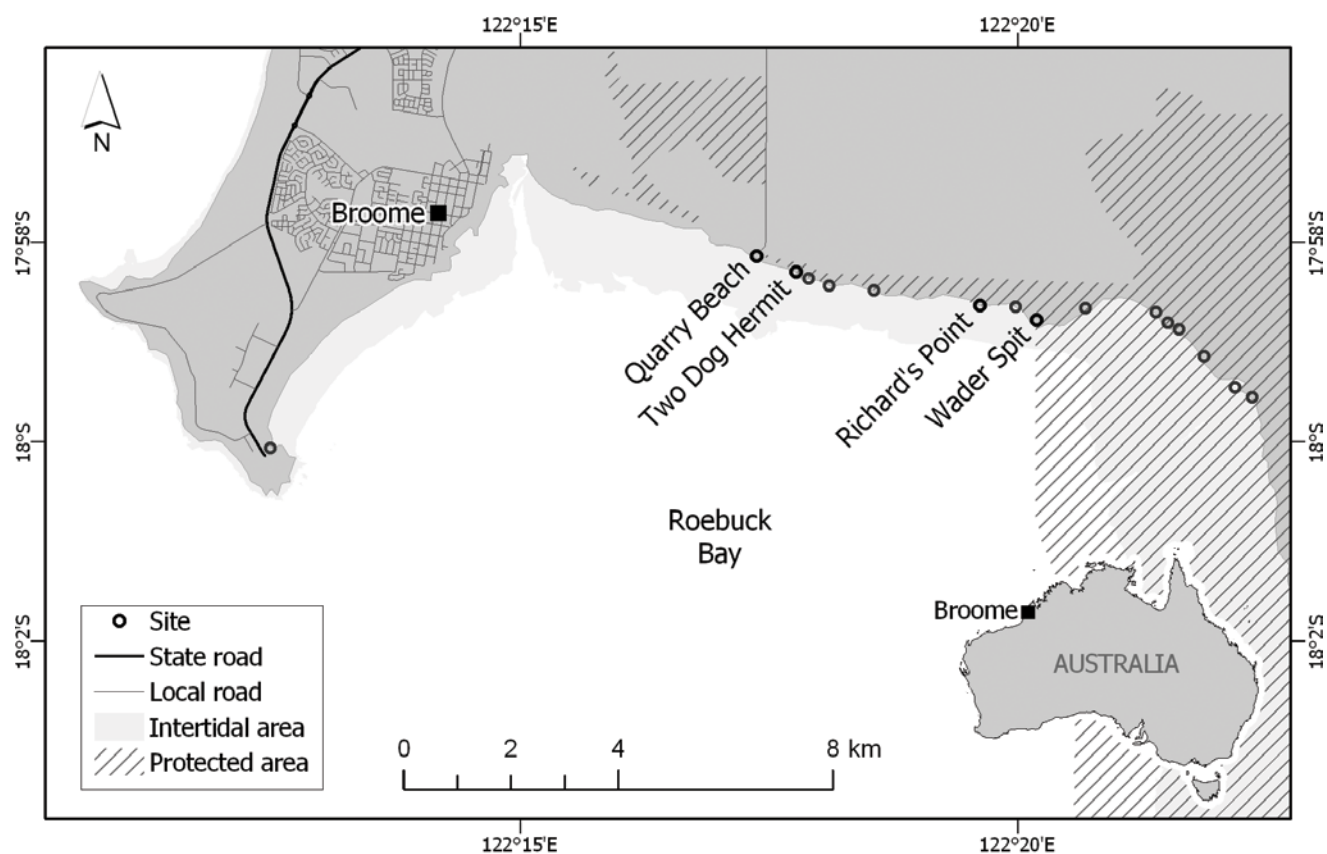 122°15'E
122°20'E
N
Broome
17°58'S
17°58'S
Quarry Beach
Two Dog Hermit
Richard's Point
Wader Spit
18°S
18°S
Roebuck
Bay
Broome
AUSTRALIA
18°2'S
18°2'S
Site
State road
Local road
Intertidal area
Protected area
0 2 4 8 km
122°15'E
122°20'E